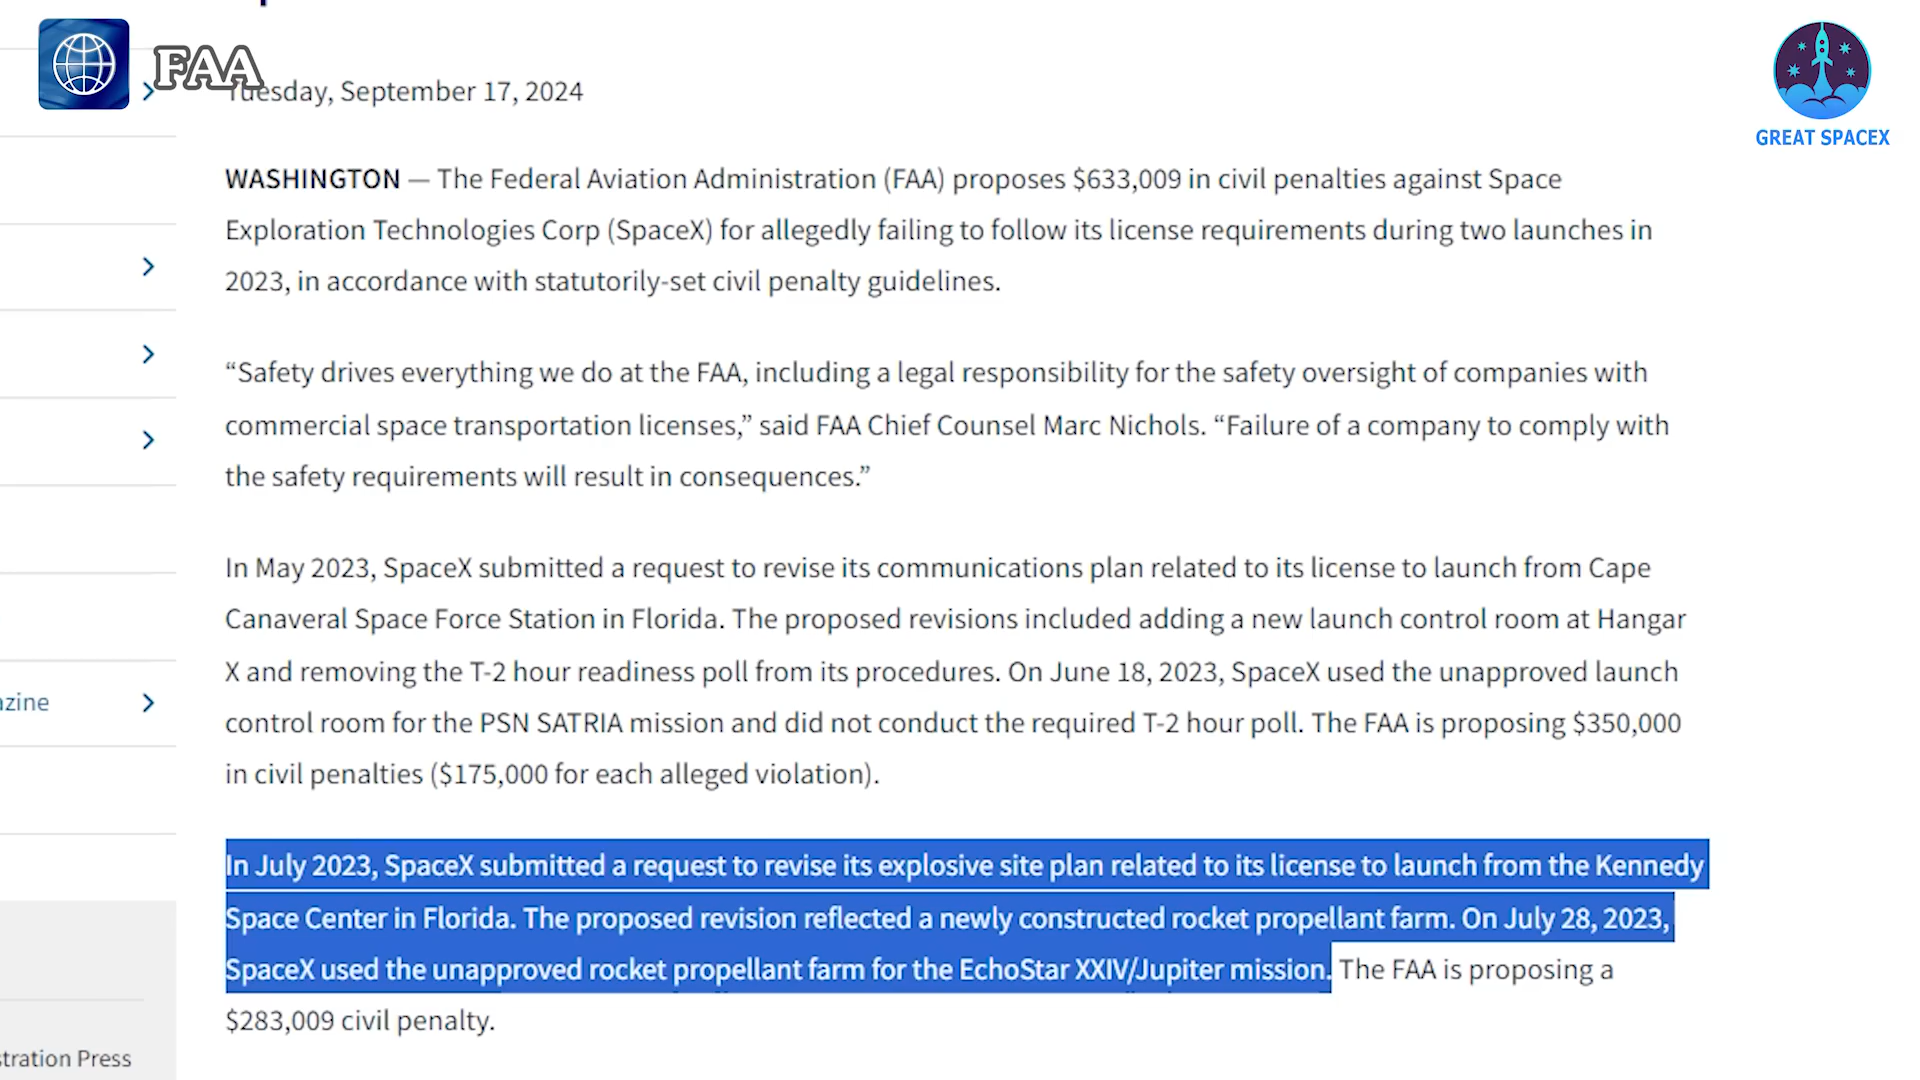 FAA
Tuesday, September 17, 2024
GREAT SPACEX
WASHINGTON — The Federal Aviation Administration (FAA) proposes $633,009 in civil penalties against Space
Exploration Technologies Corp (SpaceX) for allegedly failing to follow its license requirements during two launches in
2023, in accordance with statutorily-set civil penalty guidelines.
“Safety drives everything we do at the FAA, including a legal responsibility for the safety oversight of companies with
commercial space transportation licenses,” said FAA Chief Counsel Marc Nichols. “Failure of a company to comply with
the safety requirements will result in consequences.”
In May 2023, SpaceX submitted a request to revise its communications plan related to its license to launch from Cape
Canaveral Space Force Station in Florida. The proposed revisions included adding a new launch control room at Hangar
X and removing the T-2 hour readiness poll from its procedures. On June 18, 2023, SpaceX used the unapproved launch
control room for the PSN SATRIA mission and did not conduct the required T-2 hour poll. The FAA is proposing $350,000
in civil penalties ($175,000 for each alleged violation).
In July 2023, SpaceX submitted a request to revise its explosive site plan related to its license to launch from the Kennedy
Space Center in Florida. The proposed revision reflected a newly constructed rocket propellant farm. On July 28, 2023,
SpaceX used the unapproved rocket propellant farm for the EchoStar XXIV/Jupiter mission. The FAA is proposing a
$283,009 civil penalty.
azine
stration Press